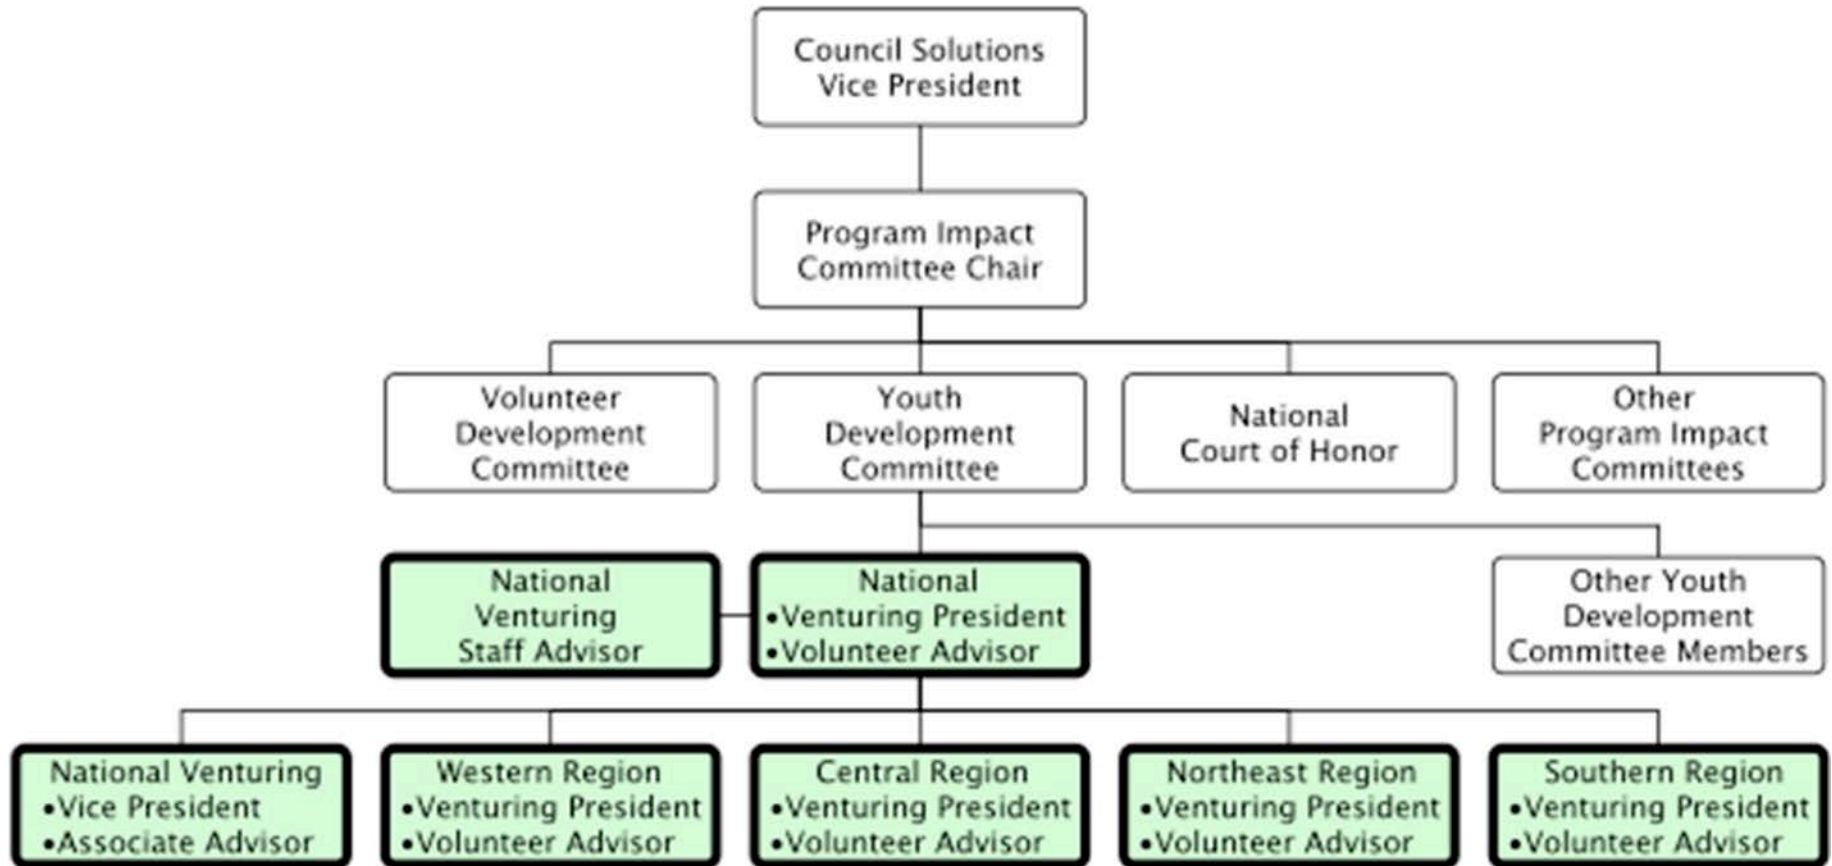 Council Solutions
Vice President
Program Impact
Committee Chair
Volunteer
Development
Committee
Youth
Development
Committee
National
Court of Honor
Other
Program Impact
Committees
National
Venturing
Staff Advisor
National
•Venturing President
•Volunteer Advisor
Other Youth
Development
Committee Members
National Venturing
•Vice President
•Associate Advisor
Western Region
•Venturing President
•Volunteer Advisor
Central Region
•Venturing President
•Volunteer Advisor
Northeast Region
•Venturing President
•Volunteer Advisor
Southern Region
•Venturing President
•Volunteer Advisor